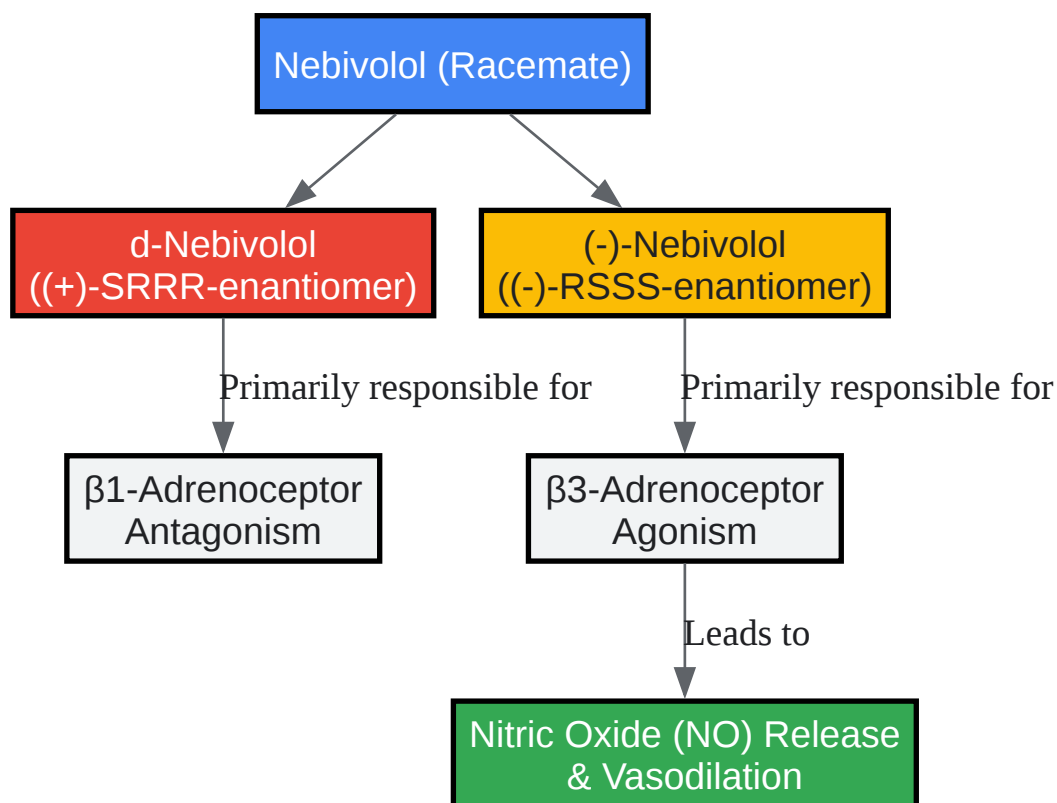 Nebivolol (Racemate)
d-Nebivolol
((+)-SRRR-enantiomer)
(-)-Nebivolol
((-)-RSSS-enantiomer)
Primarily responsible for
Primarily responsible for
β1-Adrenoceptor
Antagonism
β3-Adrenoceptor
Agonism
Leads to
Nitric Oxide (NO) Release
& Vasodilation